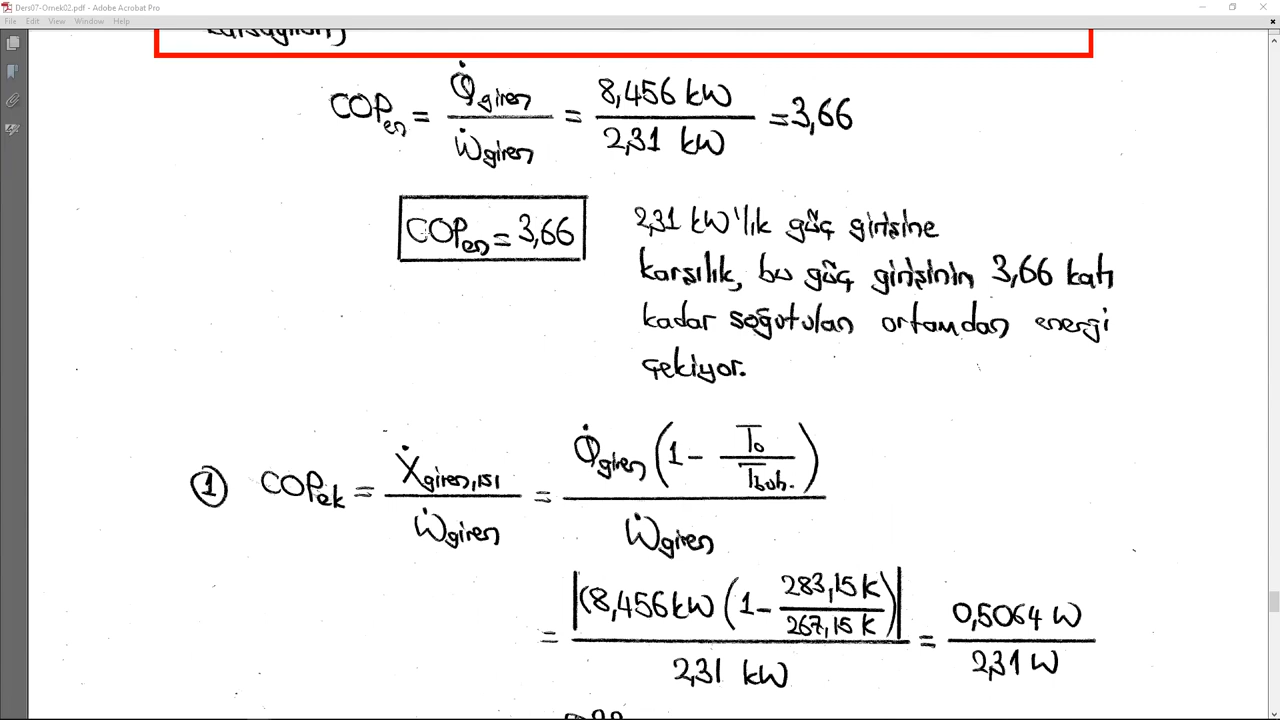 Ders07-Ornek02.pdf - Adobe Acrobat Pro
File Edit View Window Help
COPen = Q̇giren / Ẇgiren = 8,456 kW / 2,31 kW = 3,66
COPen = 3,66
2,31 kW'lık güç girişine
karşılık, bu güç girişinin 3,66 katı
kadar soğutulan ortamdan energi
çekiyor.
① COPek = Ẋgiren,ısı / Ẇgiren = Q̇giren (1 - T₀ / Tbuh.) / Ẇgiren
= |(8,456 kW (1 - 283,15 K / 267,15 K)| / 2,31 kW = 0,5064 W / 2,31 W